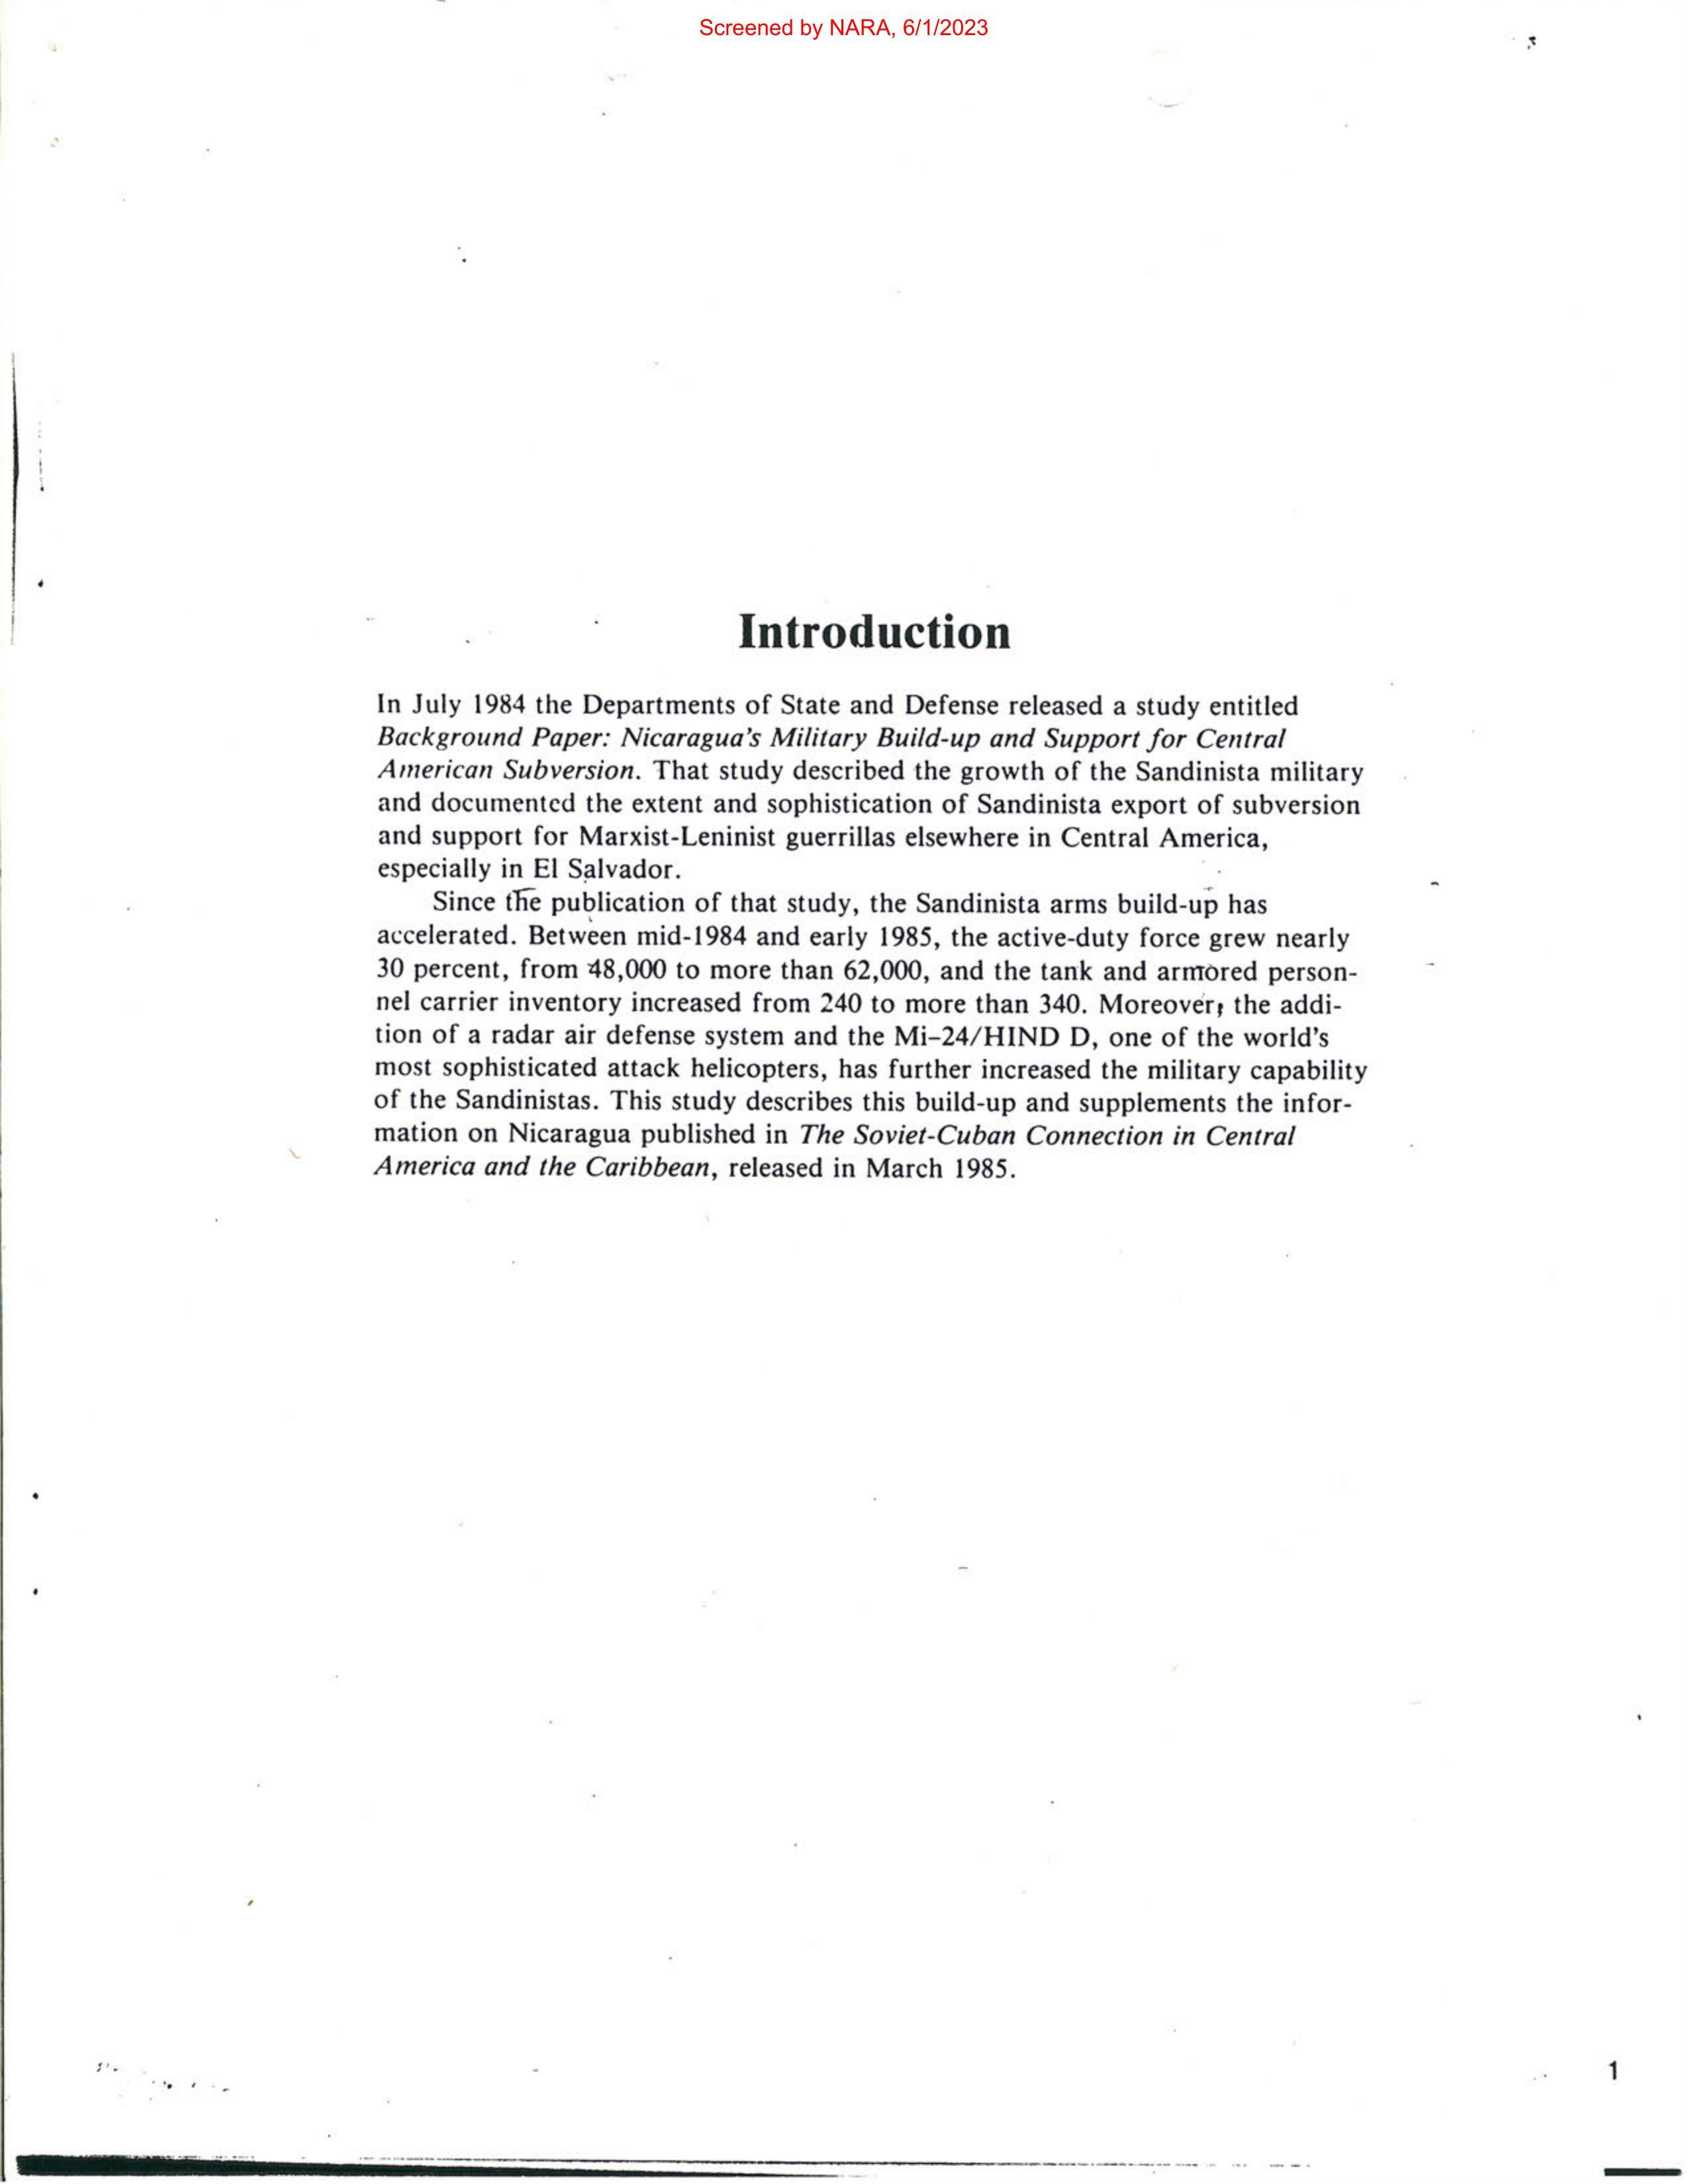 Screened by NARA, 6/1/2023
Introduction
In July 1984 the Departments of State and Defense released a study entitled
Background Paper: Nicaragua's Military Build-up and Support for Central
American Subversion. That study described the growth of the Sandinista military
and documented the extent and sophistication of Sandinista export of subversion
and support for Marxist-Leninist guerrillas elsewhere in Central America,
especially in El Salvador.
Since the publication of that study, the Sandinista arms build-up has
accelerated. Between mid-1984 and early 1985, the active-duty force grew nearly
30 percent, from 48,000 to more than 62,000, and the tank and armored person-
nel carrier inventory increased from 240 to more than 340. Moreover, the addi-
tion of a radar air defense system and the Mi–24/HIND D, one of the world's
most sophisticated attack helicopters, has further increased the military capability
of the Sandinistas. This study describes this build-up and supplements the infor-
mation on Nicaragua published in The Soviet-Cuban Connection in Central
America and the Caribbean, released in March 1985.
1